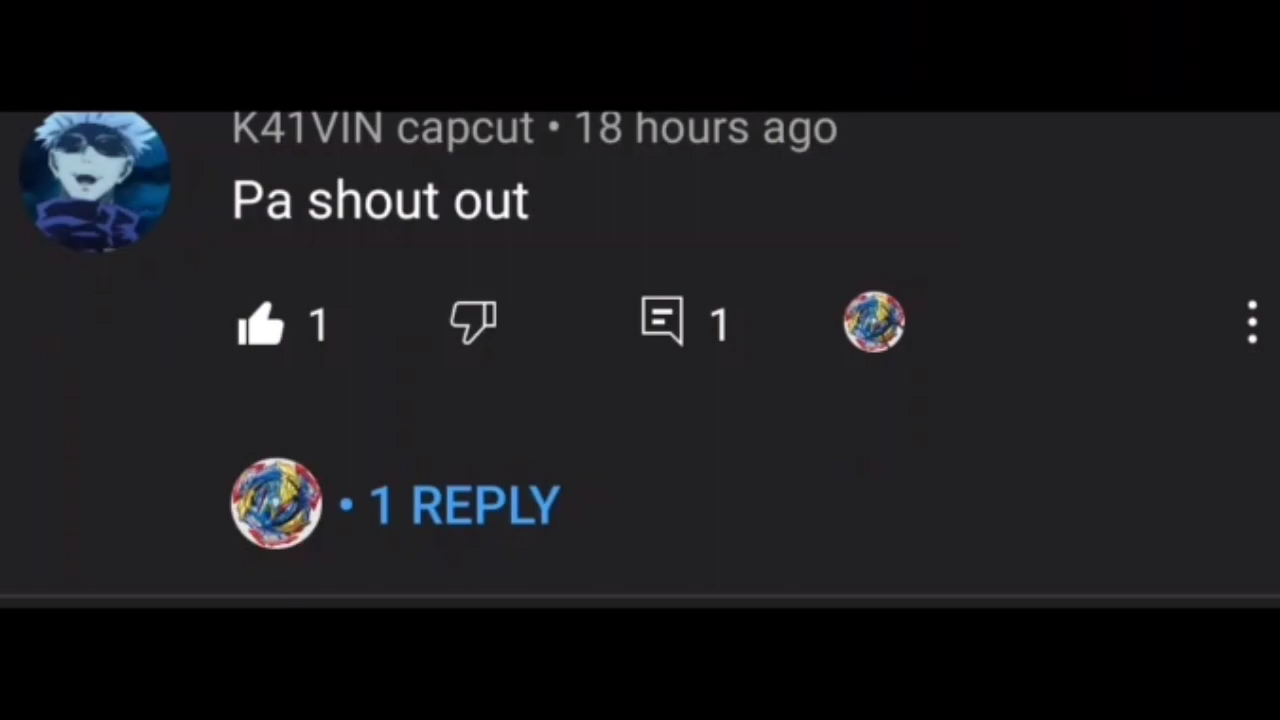 K41VIN capcut • 18 hours ago
Pa shout out
1 1
• 1 REPLY